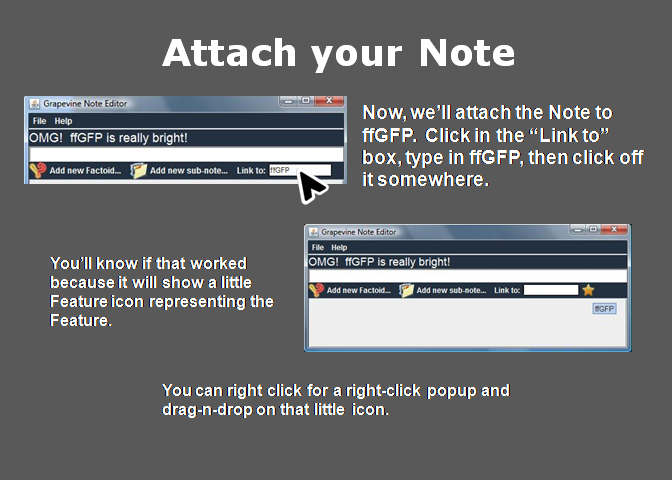 Attach your Note
Grapevine Note Editor
File Help
OMG! ffGFP is really bright!
Add new Factoid... Add new sub-note... Link to: ffGFP
Now, we'll attach the Note to
ffGFP. Click in the “Link to”
box, type in ffGFP, then click off
it somewhere.
You'll know if that worked
because it will show a little
Feature icon representing the
Feature.
Grapevine Note Editor
File Help
OMG! ffGFP is really bright!
Add new Factoid... Add new sub-note... Link to:
ffGFP
You can right click for a right-click popup and
drag-n-drop on that little icon.